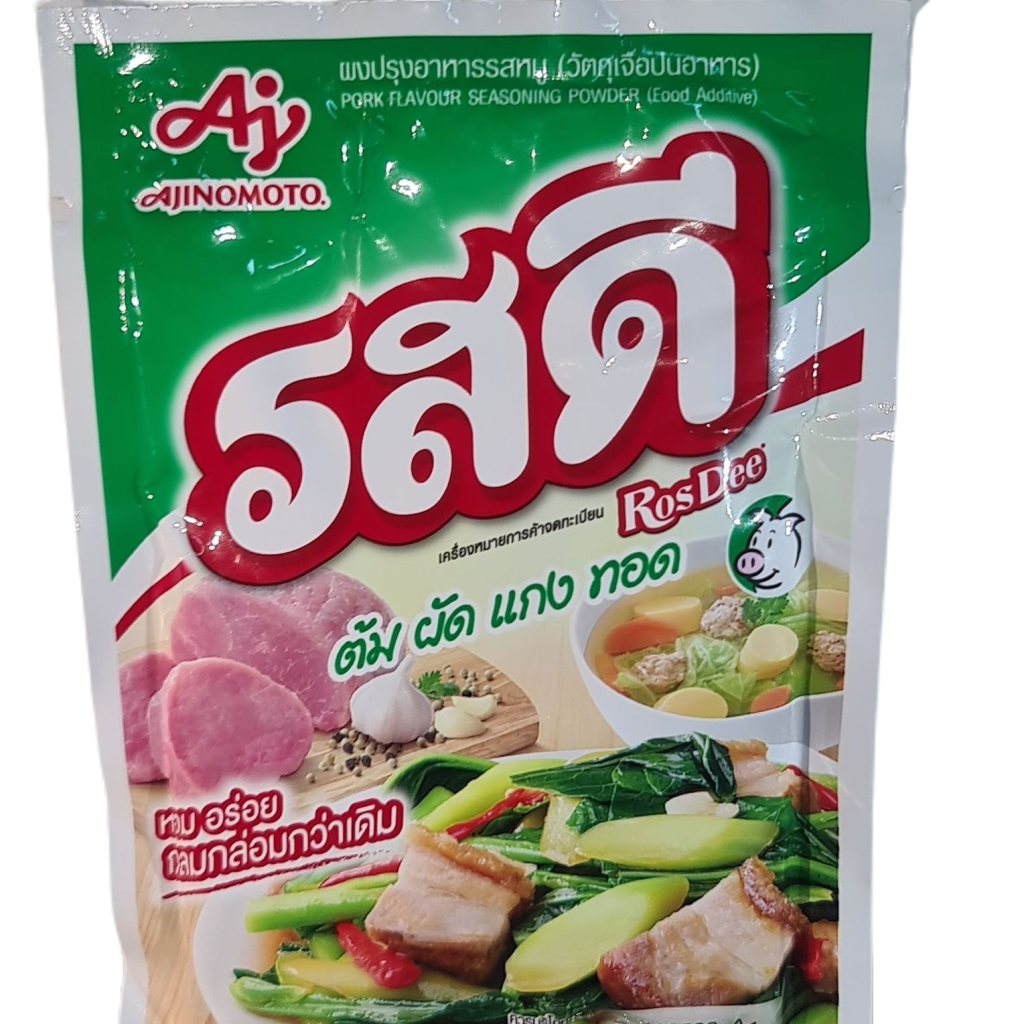 ผงปรุงอาหารรสหมู (วัตถุเจือปนอาหาร)
PORK FLAVOUR SEASONING POWDER (Food Additive)
Aj
AJINOMOTO.
รสดี
RosDee
เครื่องหมายการค้าจดทะเบียน
ต้ม ผัด แกง ทอด
หอม อร่อย
กลมกล่อมกว่าเดิม